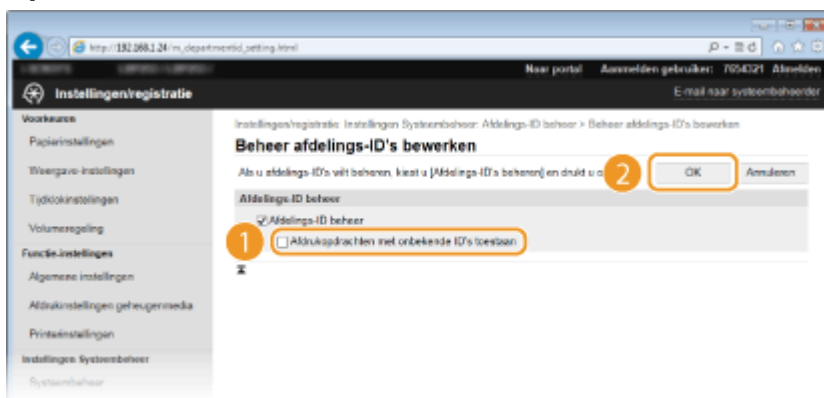 http://192.168.1.24/m_departmentid_setting.html
Naar portal Aanmelden gebruiker: 7654321 Afmelden
Instellingen/registratie
E-mail naar systeembeheerder
Voorkeuren
Papierinstellingen
Weergave-instellingen
Tijdklokinstellingen
Volumeregeling
Functie-instellingen
Algemene instellingen
Afdrukinstellingen geheugenmedia
Printerinstellingen
Instellingen Systeembeheer
Systeembeheer
Instellingen/registratie: Instellingen Systeembeheer: Afdelings-ID beheer > Beheer afdelings-ID's bewerken
Beheer afdelings-ID's bewerken
Als u afdelings-ID's wilt beheren, kiest u [Afdelings-ID's beheren] en drukt u o
2
OK
Annuleren
Afdelings-ID beheer
Afdelings-ID beheer
1
Afdrukopdrachten met onbekende ID's toestaan